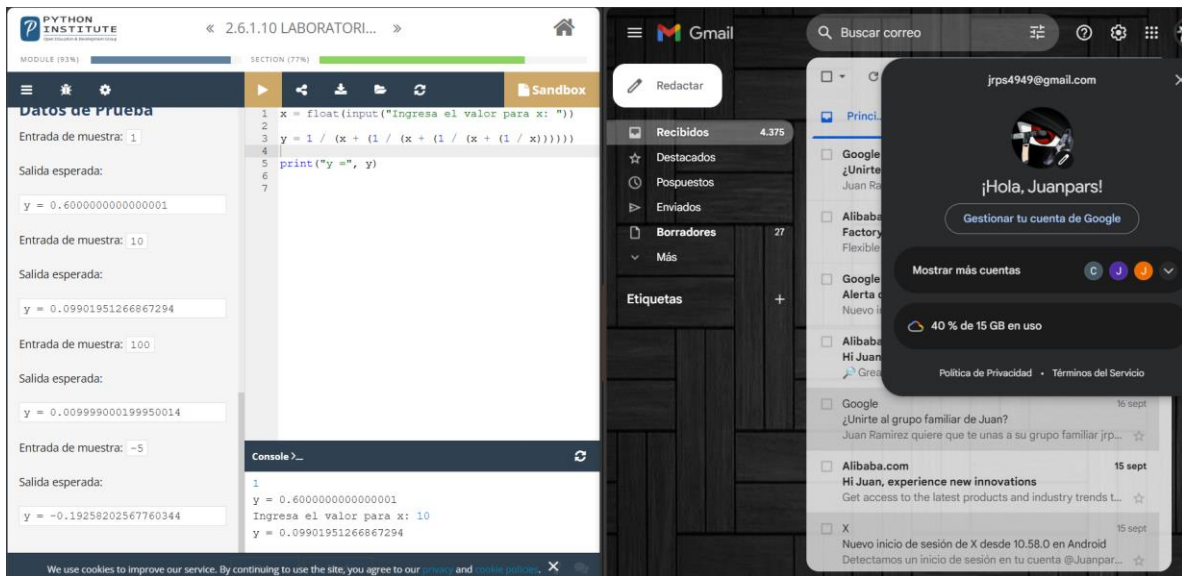 PYTHON
INSTITUTE
Open Education & Development Group
« 2.6.1.10 LABORATORI... »
MODULE (93%)
SECTION (77%)
Sandbox
Datos de Prueba
Entrada de muestra: 1
Salida esperada:
y = 0.6000000000000001
Entrada de muestra: 10
Salida esperada:
y = 0.09901951266867294
Entrada de muestra: 100
Salida esperada:
y = 0.009999000199950014
Entrada de muestra: -5
Salida esperada:
y = -0.19258202567760344
1 x = float(input("Ingresa el valor para x: "))
2
3 y = 1 / (x + (1 / (x + (1 / (x + (1 / x))))))
4
5 print("y =", y)
6
7
Console >_
1
y = 0.6000000000000001
Ingresa el valor para x: 10
y = 0.09901951266867294
We use cookies to improve our service. By continuing to use the site, you agree to our privacy and cookie policies. X
Gmail
Buscar correo
Redactar
Recibidos 4.375
Destacados
Pospuestos
Enviados
Borradores 27
Más
Etiquetas +
Princi...
Google
¿Unirte
Juan Ra
Alibaba
Factory
Flexible
Google
Alerta
Nuevo
Alibaba
Hi Juan
Grea
jrps4949@gmail.com
¡Hola, Juanpars!
Gestionar tu cuenta de Google
Mostrar más cuentas
C J J
40 % de 15 GB en uso
Política de Privacidad • Términos del Servicio
Google 16 sept
¿Unirte al grupo familiar de Juan?
Juan Ramirez quiere que te unas a su grupo familiar jrp...
Alibaba.com 15 sept
Hi Juan, experience new innovations
Get access to the latest products and industry trends t...
X 15 sept
Nuevo inicio de sesión de X desde 10.58.0 en Android
Detectamos un inicio de sesión en tu cuenta @Juanpar...